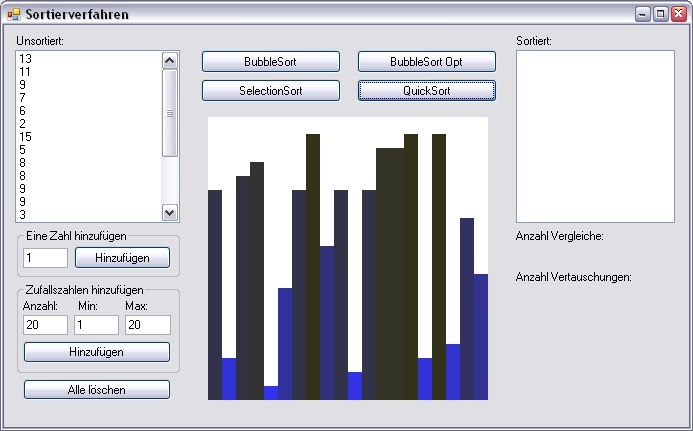 Sortierverfahren
Unsortiert:
13
11
9
7
6
2
15
5
8
9
9
3
BubbleSort
BubbleSort Opt
SelectionSort
QuickSort
Sortiert:
Eine Zahl hinzufügen
1
Hinzufügen
Zufallszahlen hinzufügen
Anzahl: Min: Max:
20 1 20
Hinzufügen
Alle löschen
Anzahl Vergleiche:
Anzahl Vertauschungen: